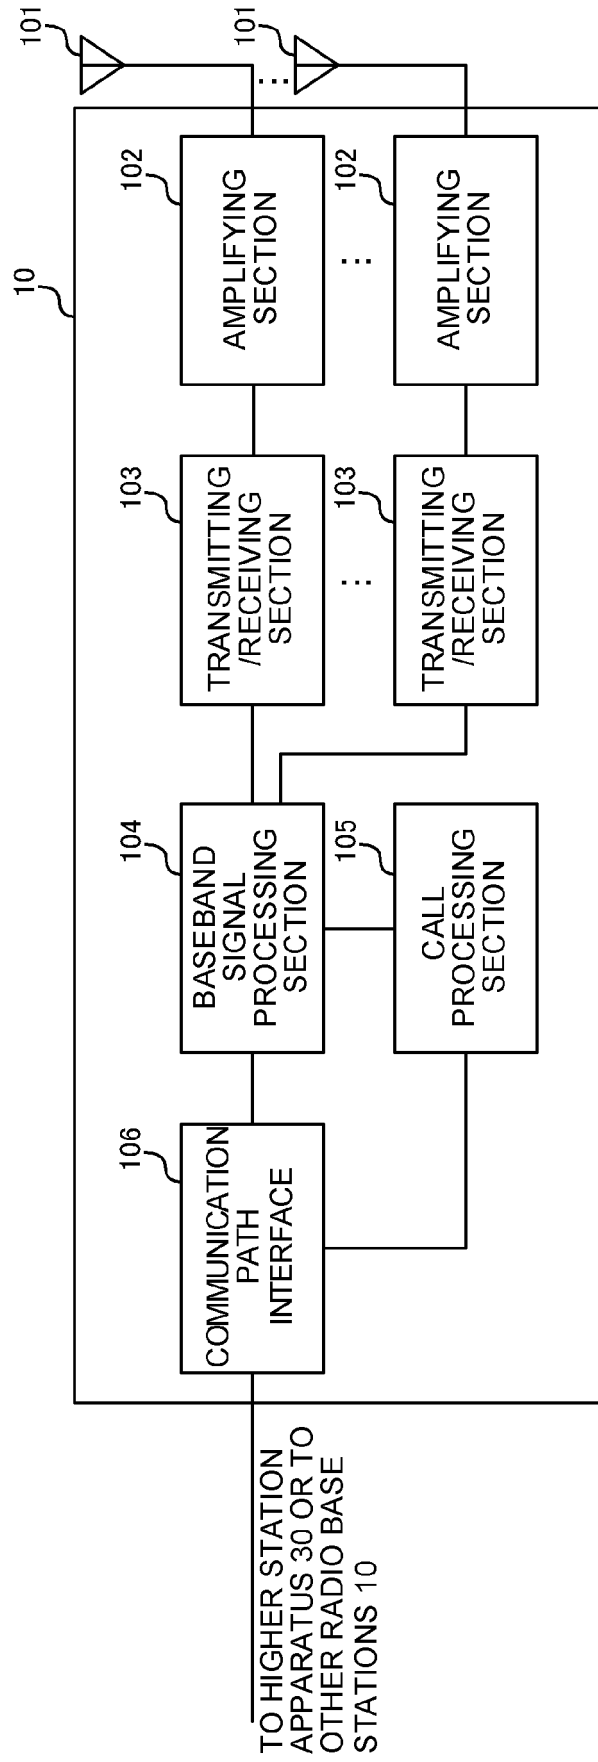 10
101
101
102
AMPLIFYING
SECTION
102
AMPLIFYING
SECTION
...
...
...
103
TRANSMITTING
/RECEIVING
SECTION
103
TRANSMITTING
/RECEIVING
SECTION
104
BASEBAND
SIGNAL
PROCESSING
SECTION
105
CALL
PROCESSING
SECTION
106
COMMUNICATION
PATH
INTERFACE
TO HIGHER STATION
APPARATUS 30 OR TO
OTHER RADIO BASE
STATIONS 10